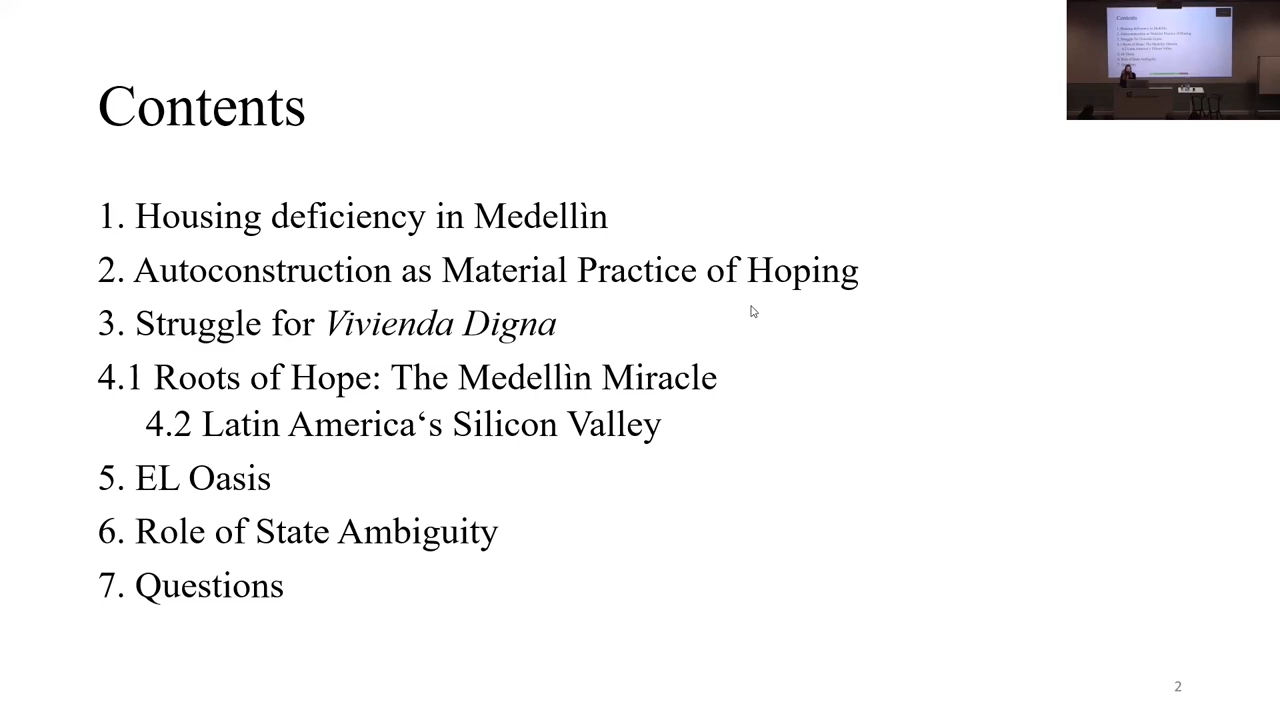 Contents
1. Housing deficiency in Medellìn
2. Autoconstruction as Material Practice of Hoping
3. Struggle for Vivienda Digna
4.1 Roots of Hope: The Medellìn Miracle
4.2 Latin America‘s Silicon Valley
5. EL Oasis
6. Role of State Ambiguity
7. Questions
2